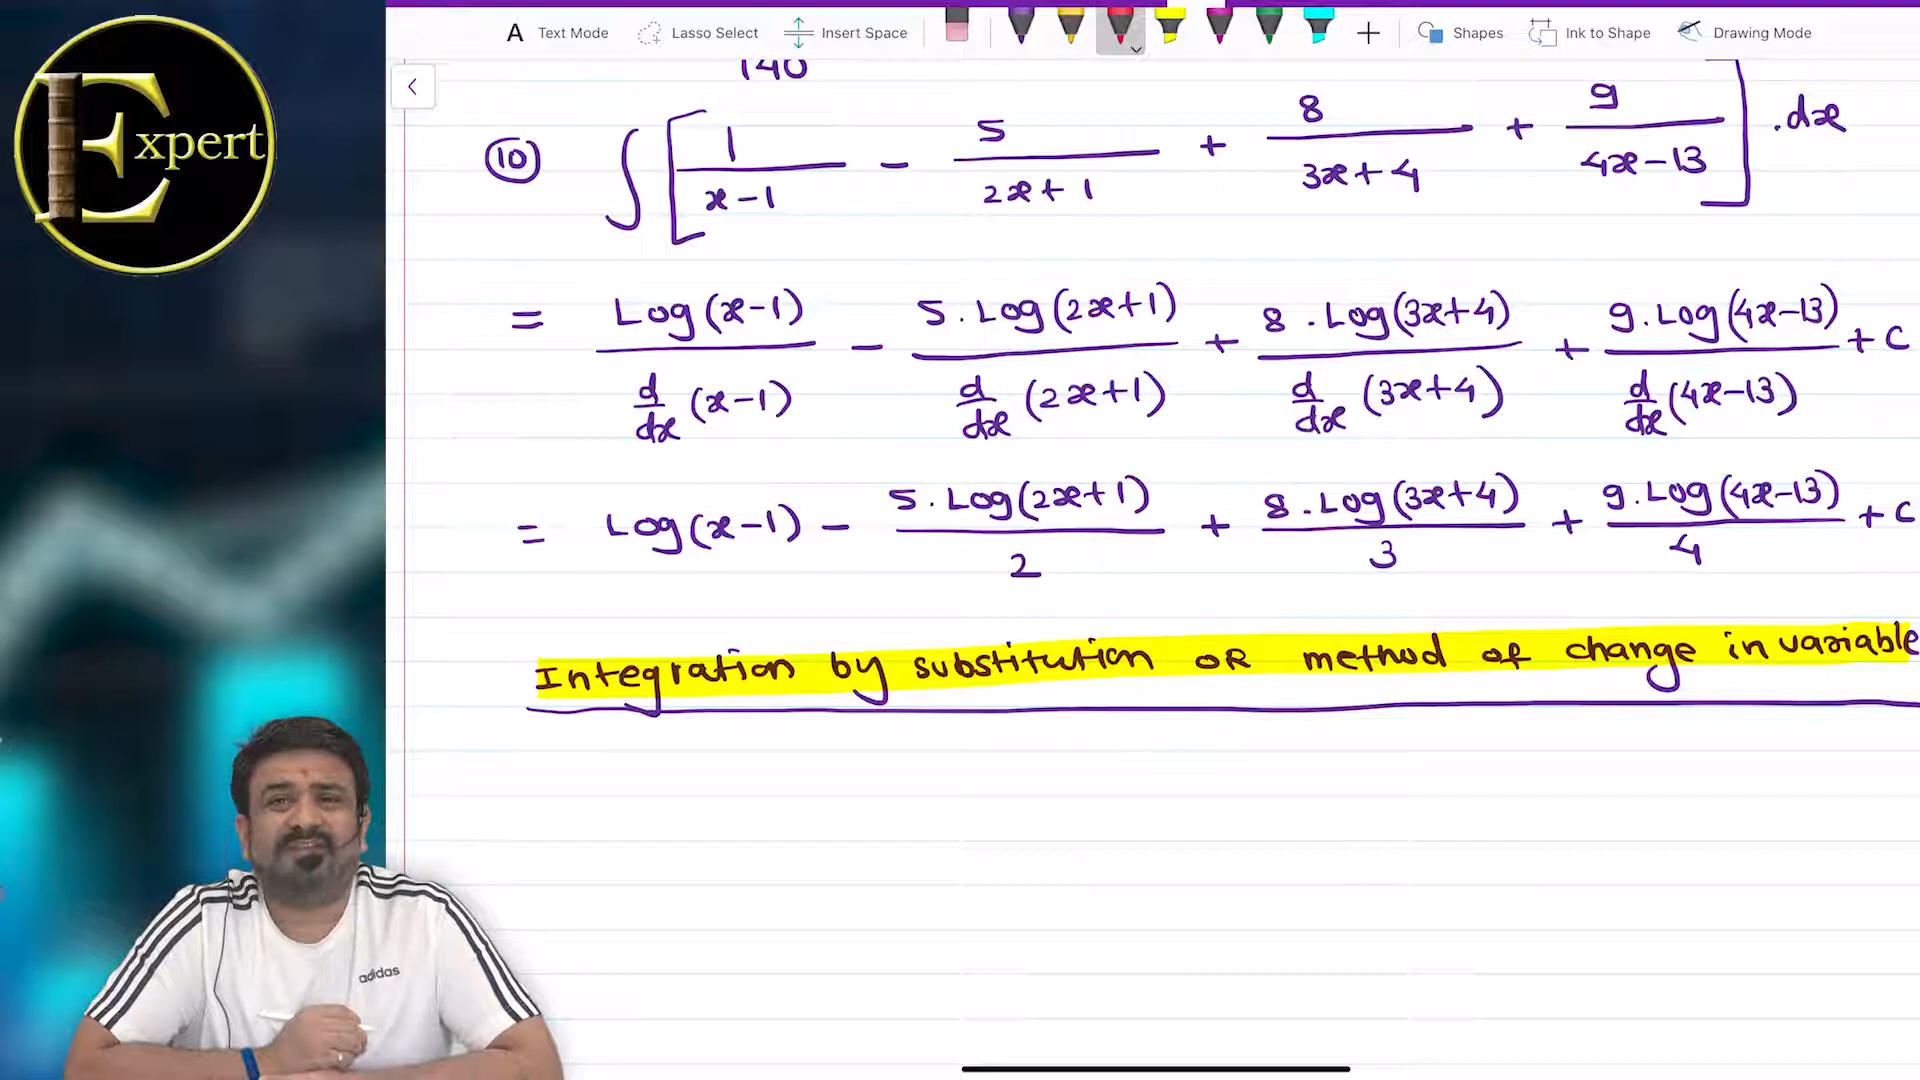 A Text Mode Lasso Select Insert Space Shapes Ink to Shape Drawing Mode
Expert
140
(10) ∫ [ 1/(x-1) - 5/(2x+1) + 8/(3x+4) + 9/(4x-13) ] . dx
= Log(x-1) / d/dx (x-1) - 5.Log(2x+1) / d/dx (2x+1) + 8.Log(3x+4) / d/dx (3x+4) + 9.Log(4x-13) / d/dx (4x-13) + c
= Log(x-1) - 5.Log(2x+1)/2 + 8.Log(3x+4)/3 + 9.Log(4x-13)/4 + c
Integration by substitution OR method of change in variable
adidas